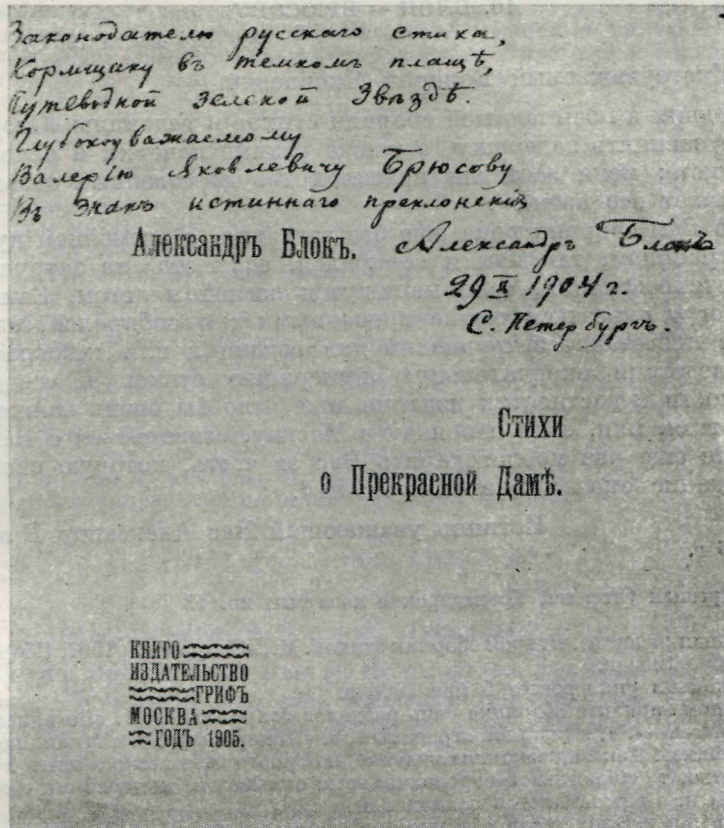 Законодателю русскаго стиха,
Кормщику въ темномъ плащѣ,
Путеводной Зеленой Звѣздѣ.
Глубокоуважаемому
Валерію Яковлевичу Брюсову
Въ знакъ истиннаго преклоненія
Александръ Блокъ. Александръ Блокъ
29 X 1904 г.
С. Петербургъ.
Стихи
о Прекрасной Дамѣ.
КНИГО
ИЗДАТЕЛЬСТВО
ГРИФЪ
МОСКВА
ГОДЪ 1905.